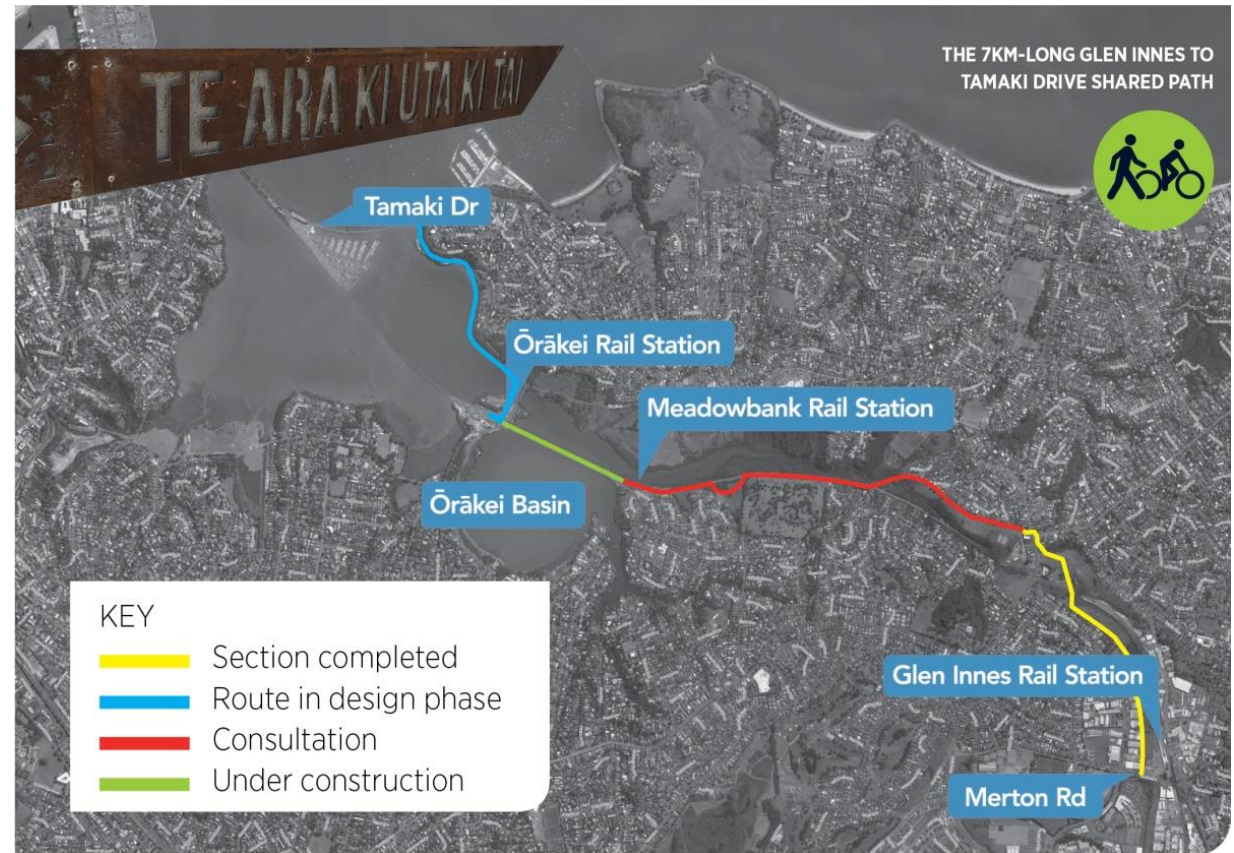 TE ARA KI UTA KI TAI
THE 7KM-LONG GLEN INNES TO
TAMAKI DRIVE SHARED PATH
Tamaki Dr
Ōrākei Rail Station
Meadowbank Rail Station
Ōrākei Basin
Glen Innes Rail Station
Merton Rd
KEY
Section completed
Route in design phase
Consultation
Under construction